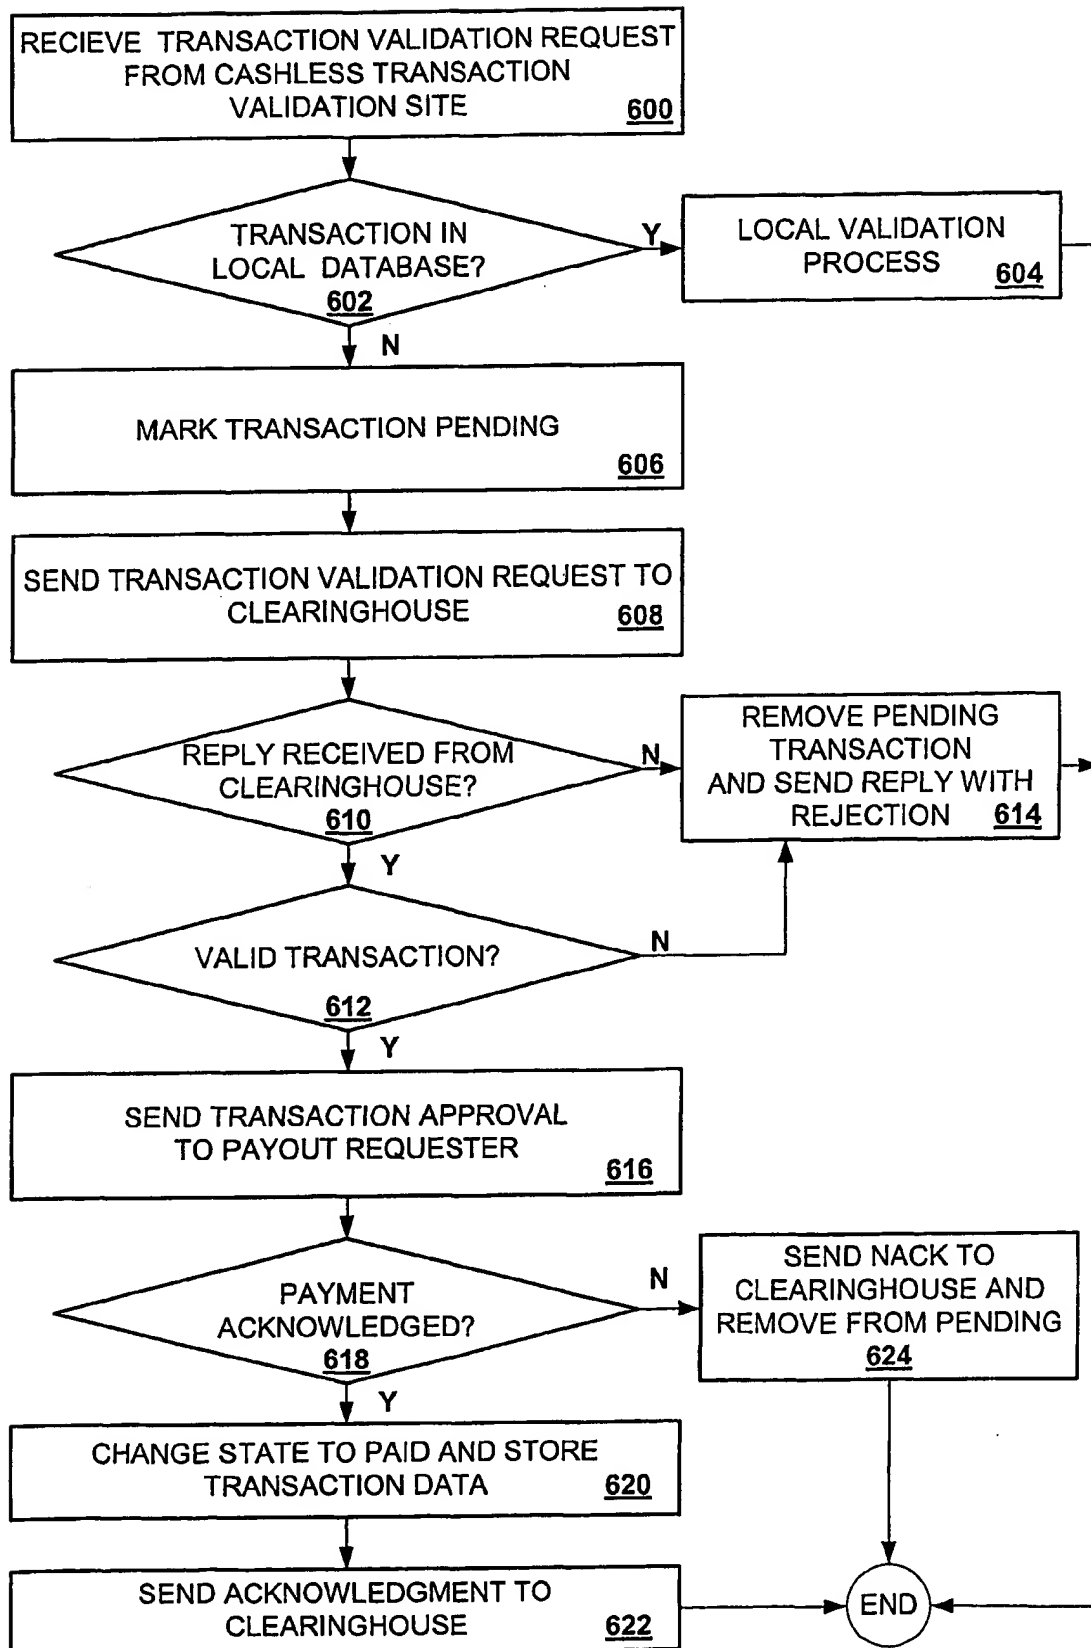 RECIEVE TRANSACTION VALIDATION REQUEST
FROM CASHLESS TRANSACTION
VALIDATION SITE
600
TRANSACTION IN
LOCAL DATABASE?
602
Y
LOCAL VALIDATION
PROCESS
604
N
MARK TRANSACTION PENDING
606
SEND TRANSACTION VALIDATION REQUEST TO
CLEARINGHOUSE
608
REPLY RECEIVED FROM
CLEARINGHOUSE?
610
N
REMOVE PENDING
TRANSACTION
AND SEND REPLY WITH
REJECTION
614
Y
VALID TRANSACTION?
612
N
Y
SEND TRANSACTION APPROVAL
TO PAYOUT REQUESTER
616
PAYMENT
ACKNOWLEDGED?
618
N
SEND NACK TO
CLEARINGHOUSE AND
REMOVE FROM PENDING
624
Y
CHANGE STATE TO PAID AND STORE
TRANSACTION DATA
620
SEND ACKNOWLEDGMENT TO
CLEARINGHOUSE
622
END